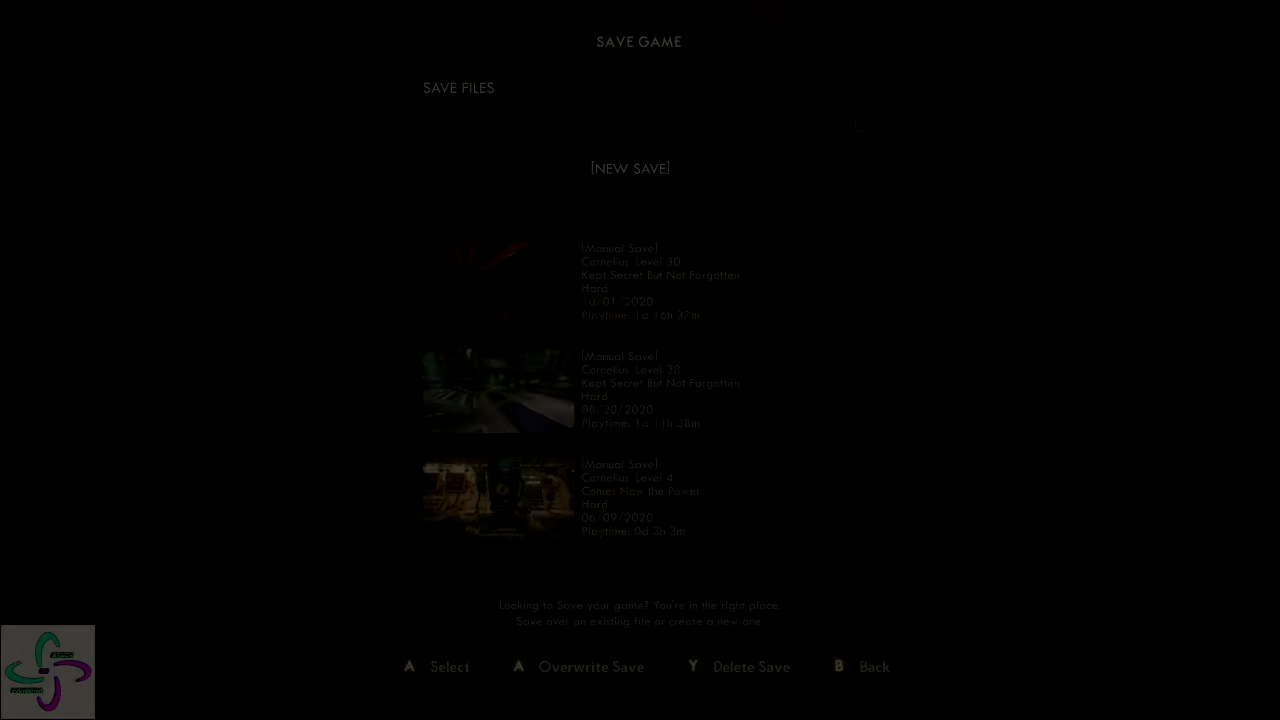 SAVE GAME
SAVE FILES
[NEW SAVE]
[Manual Save]
Cornelius Level 30
Kept Secret But Not Forgotten
Hard
10/01/2020
Playtime: 1d 16h 37m
[Manual Save]
Cornelius Level
Kept Secret But Not Forgotten
Hard
08/20/2020
Playtime: 1d 11h 38m
[Manual Save]
Cornelius Level 4
Comes Now the Power
Hard
06/09/2020
Playtime: 0d 3h 3m
Looking to Save your game? You're in the right place.
Save over an existing file or create a new one
A Select A Overwrite Save Y Delete Save B Back